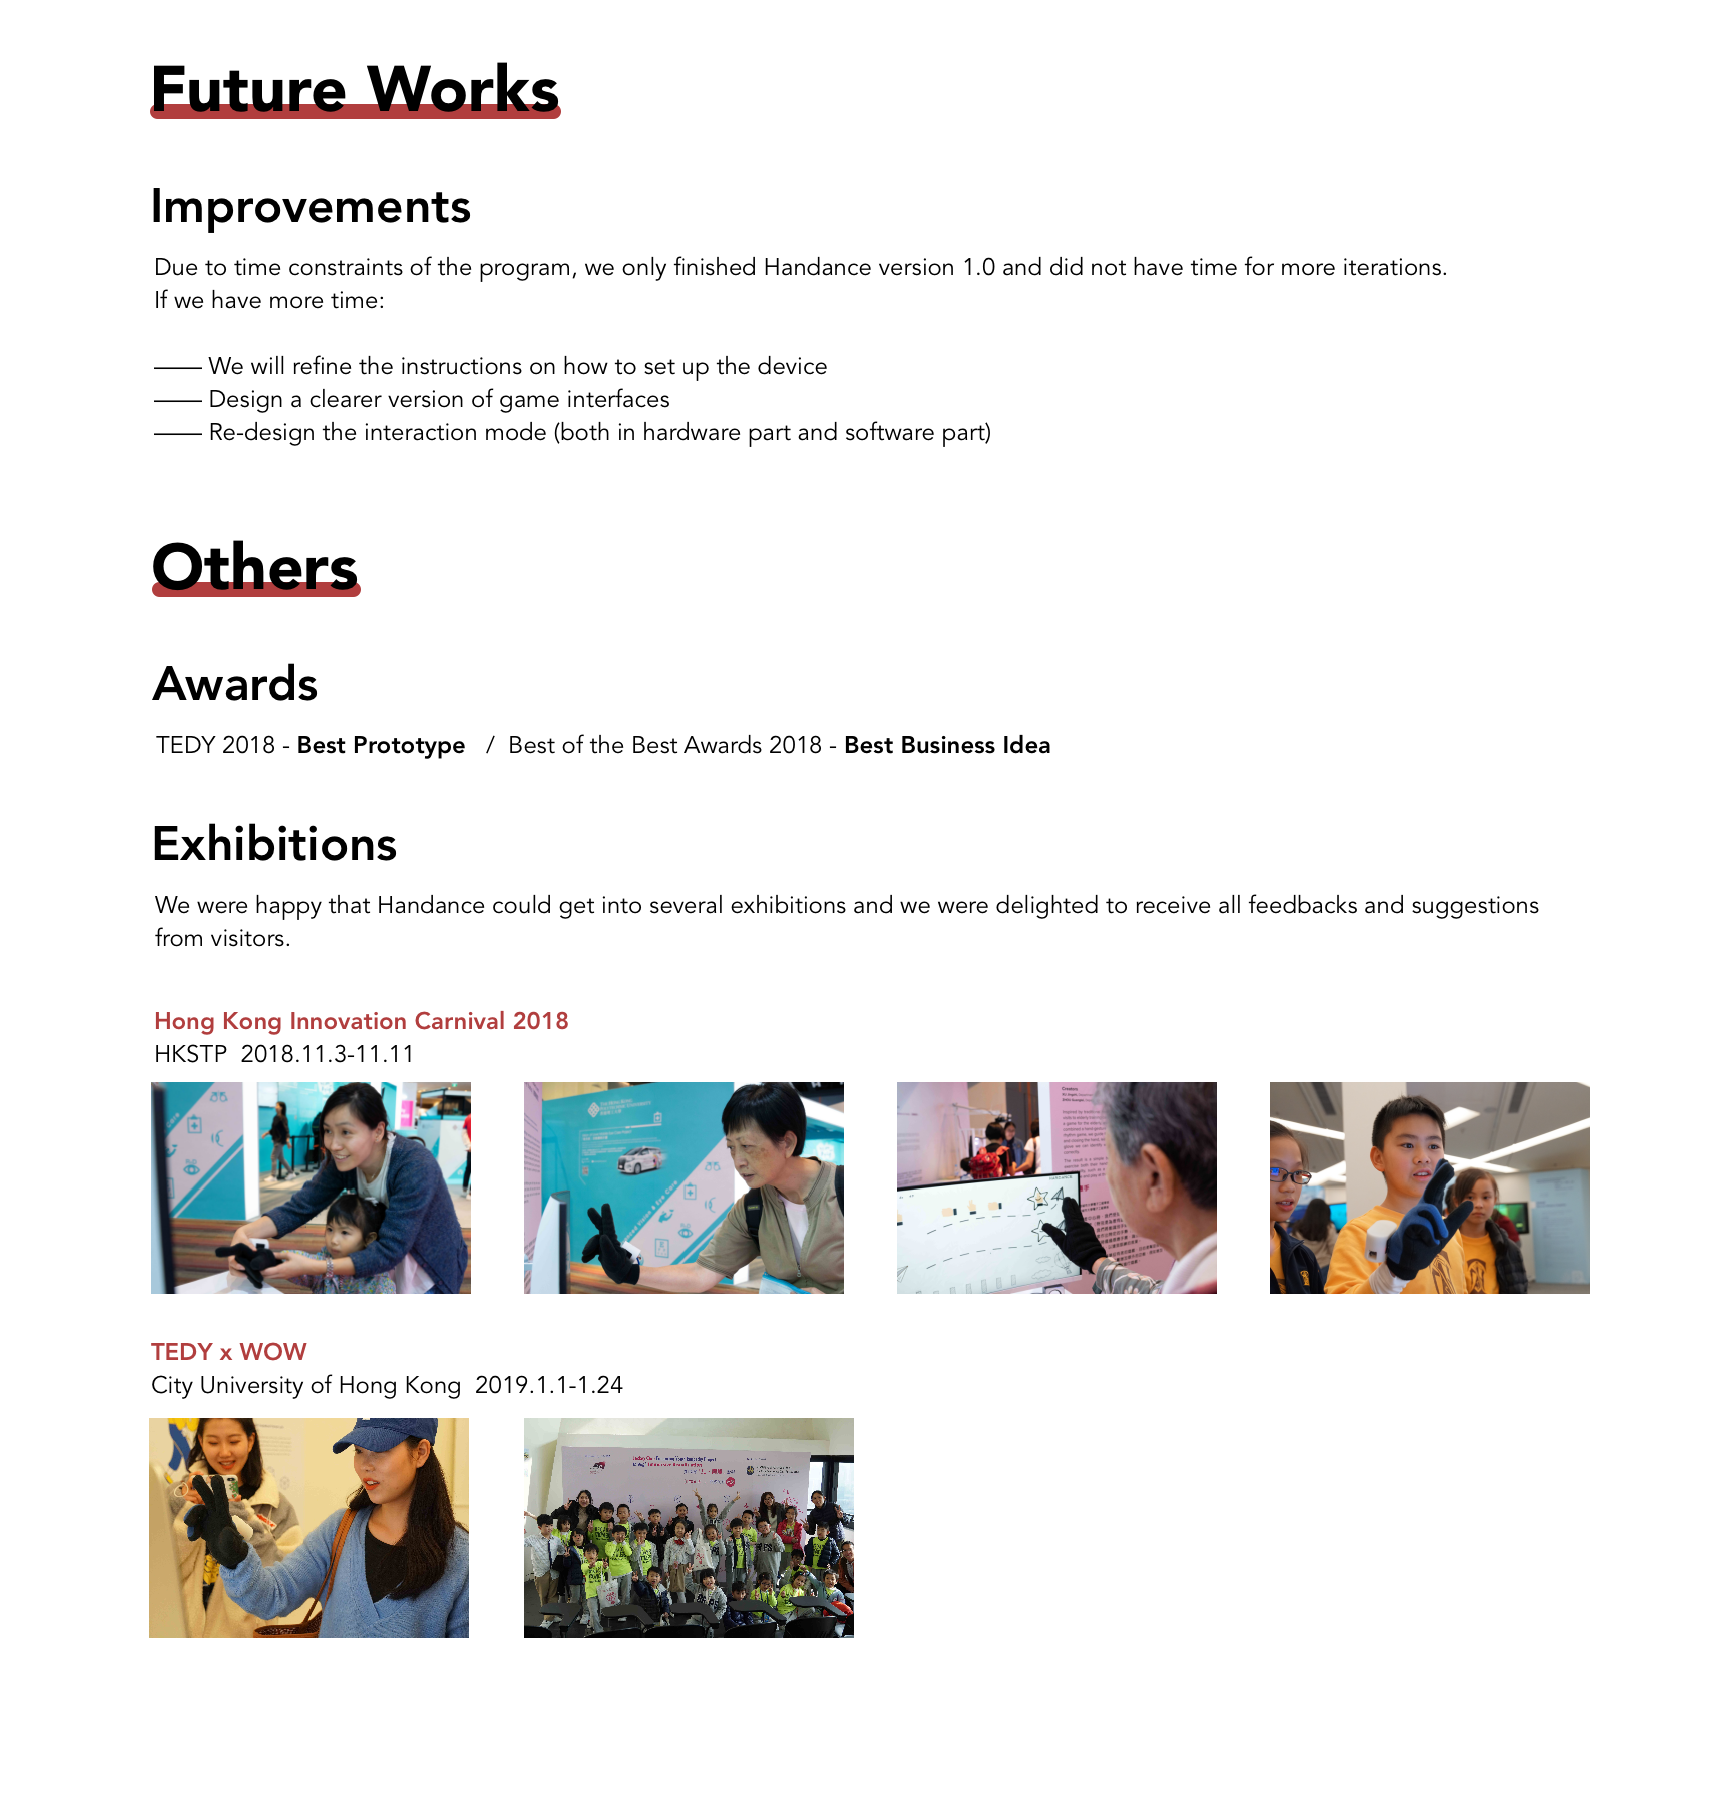 Future Works
Improvements
Due to time constraints of the program, we only finished Handance version 1.0 and did not have time for more iterations.
If we have more time:
—— We will refine the instructions on how to set up the device
—— Design a clearer version of game interfaces
—— Re-design the interaction mode (both in hardware part and software part)
Others
Awards
TEDY 2018 - Best Prototype / Best of the Best Awards 2018 - Best Business Idea
Exhibitions
We were happy that Handance could get into several exhibitions and we were delighted to receive all feedbacks and suggestions
from visitors.
Hong Kong Innovation Carnival 2018
HKSTP 2018.11.3-11.11
HANDANCE
TEDY x WOW
City University of Hong Kong 2019.1.1-1.24